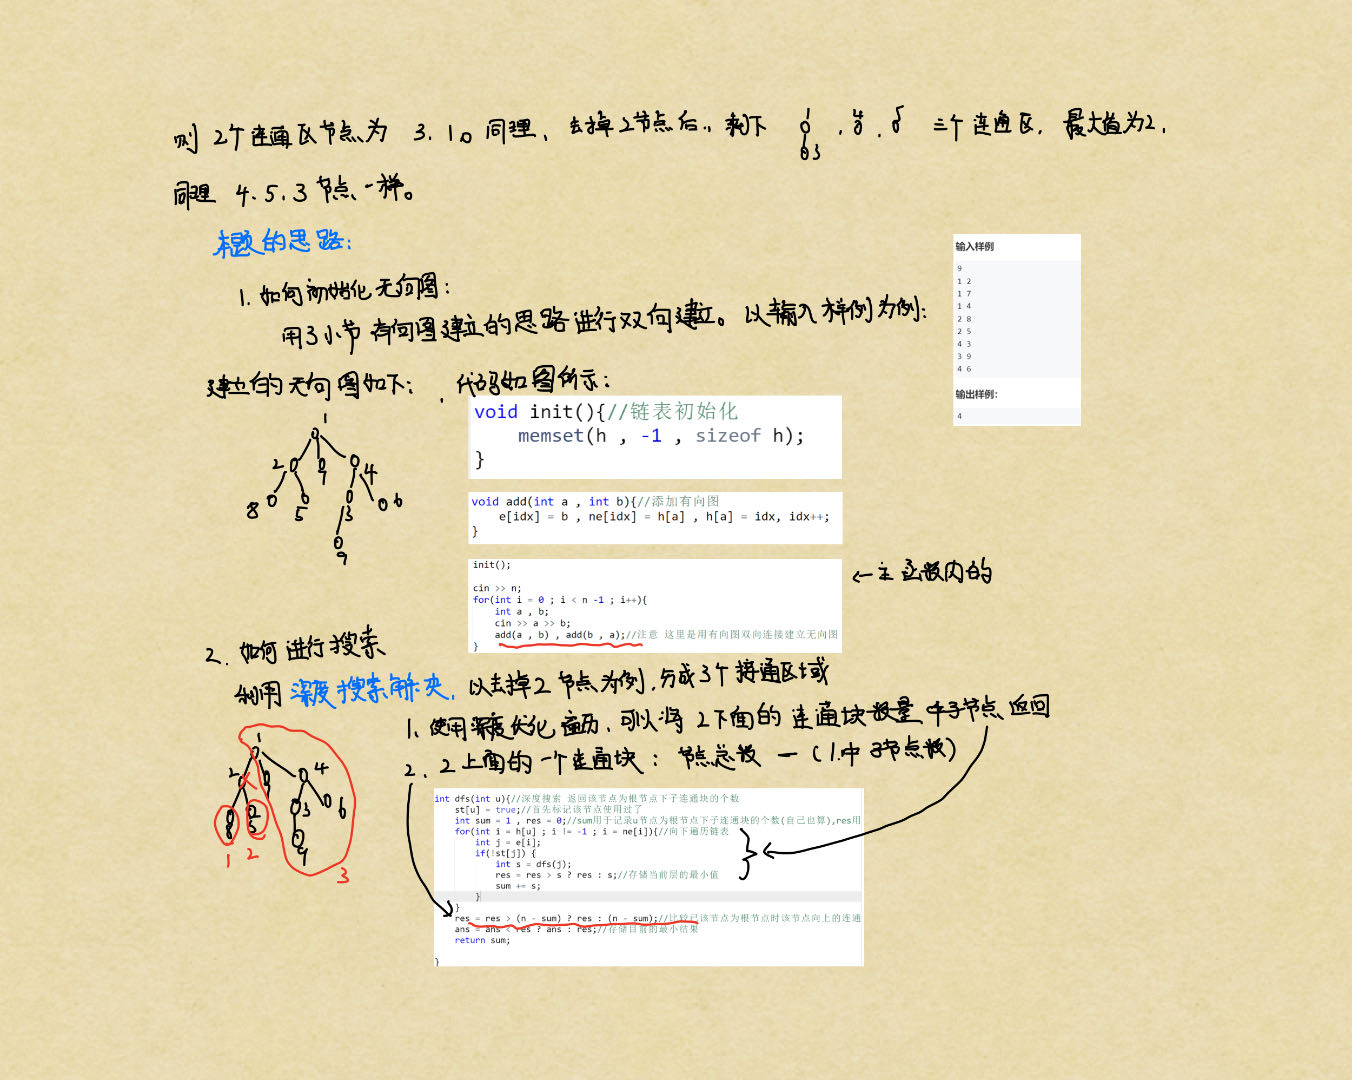 则 2个连通区节点为 3、1。同理、去掉2节点后,剩下 1 3、4、5 三个连通区,最大值为2,
同理 4、5、3 节点一样。
本题的思路:
1. 如何初始化无向图:
用3小节有向图建立的思路进行双向建立。以输入样例为例:
输入样例
9
1 2
1 7
1 4
2 8
2 5
4 3
3 9
4 6
输出样例:
4
建立的无向图如下:
1
2 7 4
8 5 3 6
9
代码如图所示:
void init(){//链表初始化
memset(h , -1 , sizeof h);
}
void add(int a , int b){//添加有向图
e[idx] = b , ne[idx] = h[a] , h[a] = idx, idx++;
}
init();
cin >> n;
for(int i = 0 ; i < n -1 ; i++){
int a , b;
cin >> a >> b;
add(a , b) , add(b , a);//注意 这里是用有向图双向连接建立无向图
}
←主函数内的
2. 如何进行搜索
利用 深度搜索解决, 以去掉2节点为例,分成3个接通区域
1. 使用深度优化遍历,可以将2下面的连通块数量 中子节点返回
2. 2上面的一个连通块: 节点总数 — (1.中子节点数)
1
2 7 4
8 5 3 6
9
1 2 3
int dfs(int u){//深度搜索 返回该节点为根节点下子连通块的个数
st[u] = true;//首先标记该节点使用过了
int sum = 1 , res = 0;//sum用于记录u节点为根节点下子连通块的个数(自己也算),res用
for(int i = h[u] ; i != -1 ; i = ne[i]){//向下遍历链表
int j = e[i];
if(!st[j]) {
int s = dfs(j);
res = res > s ? res : s;//存储当前层的最小值
sum += s;
}
}
res = res > (n - sum) ? res : (n - sum);//比较已该节点为根节点时该节点向上的连通
ans = ans < res ? ans : res;//存储目前的最小结果
return sum;
}